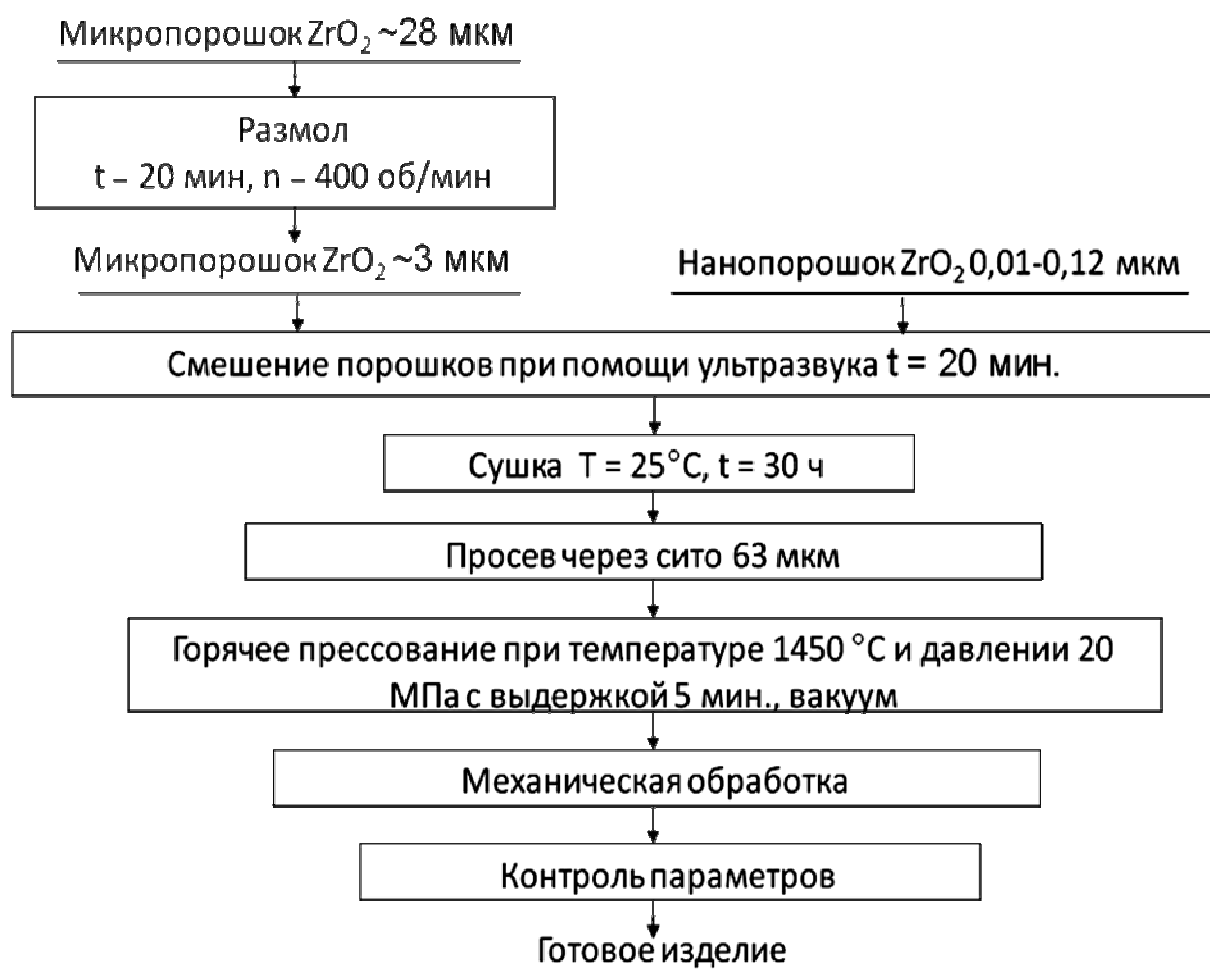 Микропорошок ZrO₂ ~28 мкм
Размол
t – 20 мин, n – 400 об/мин
Микропорошок ZrO₂ ~3 мкм
Нанопорошок ZrO₂ 0,01-0,12 мкм
Смешение порошков при помощи ультразвука t = 20 мин.
Сушка T = 25°C, t = 30 ч
Просев через сито 63 мкм
Горячее прессование при температуре 1450 °C и давлении 20
МПа с выдержкой 5 мин., вакуум
Механическая обработка
Контроль параметров
Готовое изделие